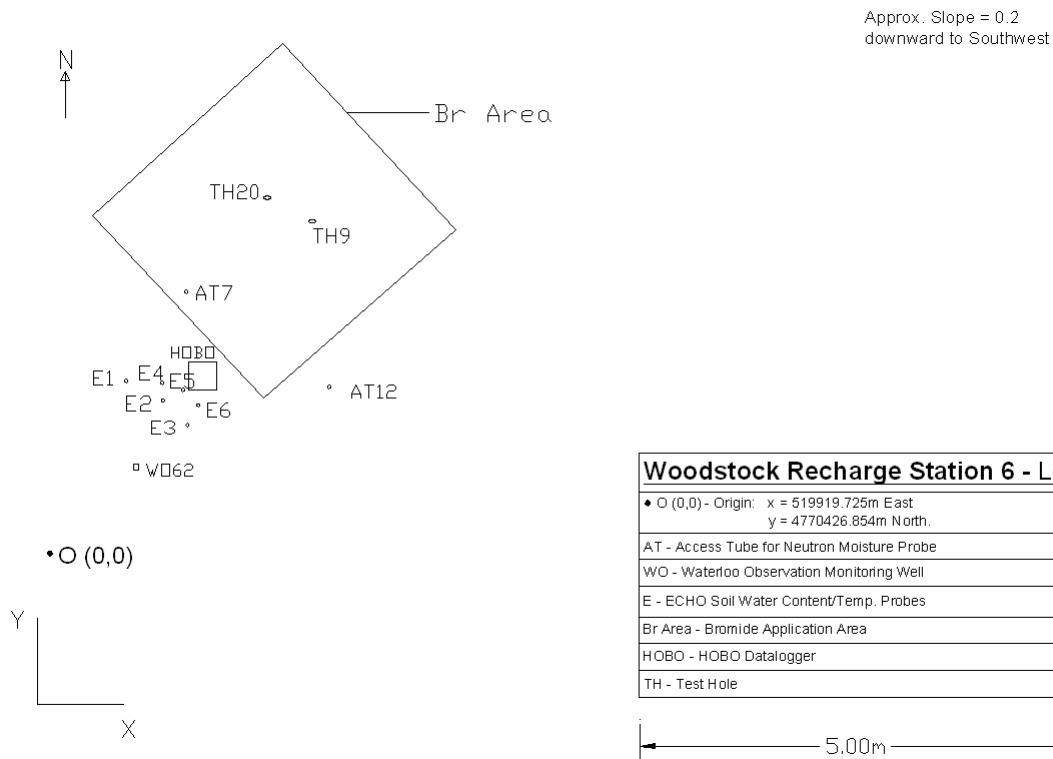 Approx. Slope = 0.2
downward to Southwest
N
Br Area
TH20
TH9
AT7
HOBO
E1
E4
E5
E2
E6
E3
AT12
WO62
Woodstock Recharge Station 6 - L
• O (0,0) - Origin: x = 519919.725m East
y = 4770426.854m North.
AT - Access Tube for Neutron Moisture Probe
WO - Waterloo Observation Monitoring Well
E - ECHO Soil Water Content/Temp. Probes
Br Area - Bromide Application Area
HOBO - HOBO Datalogger
TH - Test Hole
• O (0,0)
Y
X
5.00m